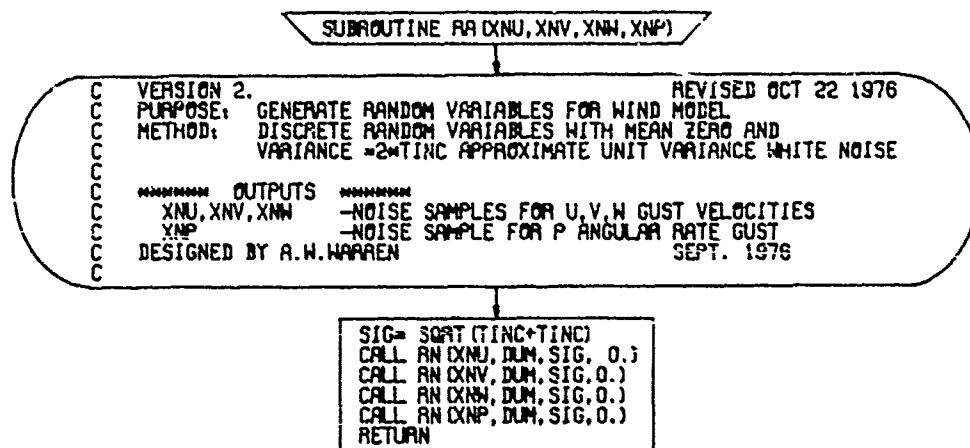 SUBROUTINE RA(XNU,XNV,XNW,XNP)
C VERSION 2. REVISED OCT 22 1976
C PURPOSE: GENERATE RANDOM VARIABLES FOR WIND MODEL
C METHOD: DISCRETE RANDOM VARIABLES WITH MEAN ZERO AND
C VARIANCE =2*TINC APPROXIMATE UNIT VARIANCE WHITE NOISE
C
C ****** OUTPUTS ******
C XNU,XNV,XNW -NOISE SAMPLES FOR U,V,W GUST VELOCITIES
C XNP -NOISE SAMPLE FOR P ANGULAR RATE GUST
C DESIGNED BY A.W.WARREN SEPT. 1976
C
SIG= SQRT(TINC+TINC)
CALL RN(XNU,DUM,SIG, 0.)
CALL RN(XNV,DUM,SIG,0.)
CALL RN(XNW,DUM,SIG,0.)
CALL RN(XNP,DUM,SIG,0.)
RETURN